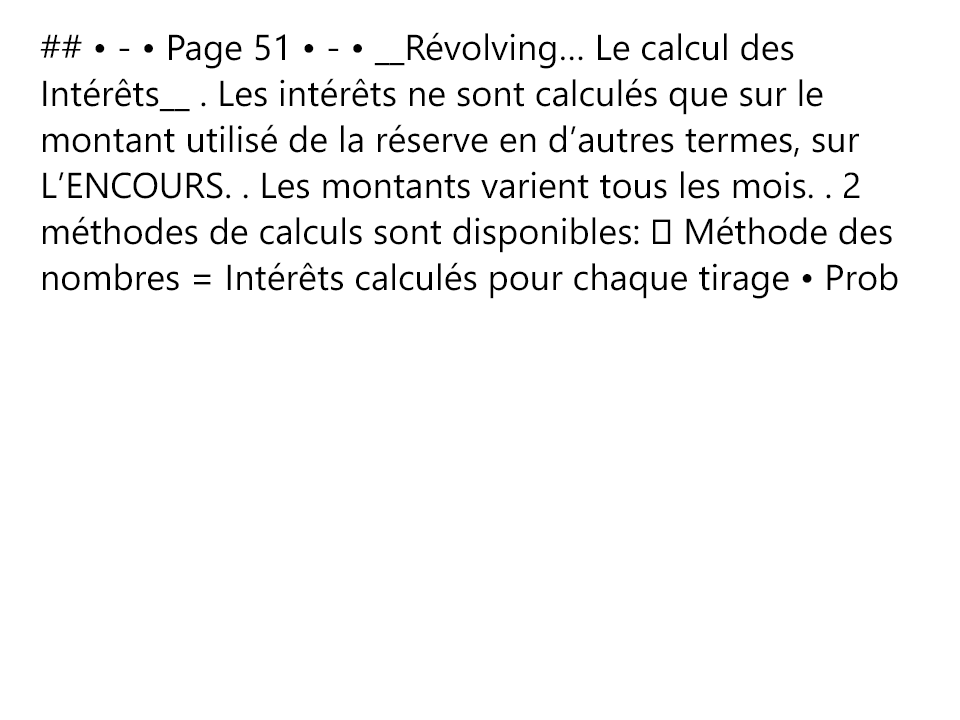 ## • - • Page 51 • - • __Révolving… Le calcul des
Intérêts__ . Les intérêts ne sont calculés que sur le
montant utilisé de la réserve en d’autres termes, sur
L’ENCOURS. . Les montants varient tous les mois. . 2
méthodes de calculs sont disponibles:  Méthode des
nombres = Intérêts calculés pour chaque tirage • Prob